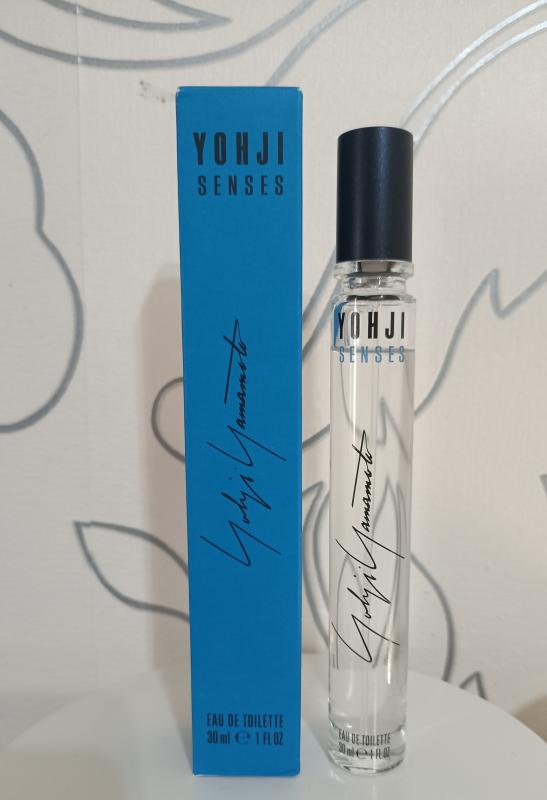 YOHJI
SENSES
Yohji Yamamoto
EAU DE TOILETTE
30 ml ℮ 1 FL OZ
YOHJI
SENSES
Yohji Yamamoto
EAU DE TOILETTE
30 ml ℮ 1 FL OZ